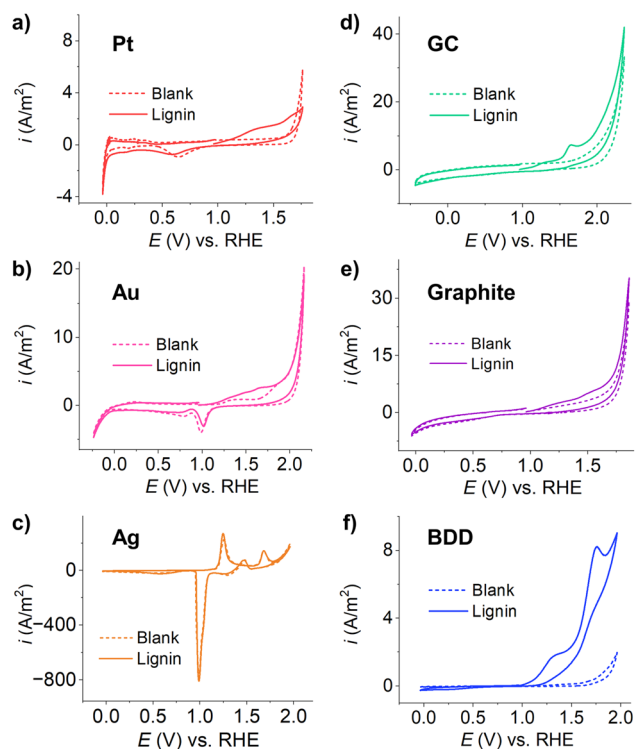 a) Pt
Blank
Lignin
i (A/m²)
8
4
0
−4
0.0 0.5 1.0 1.5
E (V) vs. RHE
b) Au
Blank
Lignin
i (A/m²)
20
10
0
0.0 0.5 1.0 1.5 2.0
E (V) vs. RHE
c) Ag
Blank
Lignin
i (A/m²)
0
−400
−800
0.0 0.5 1.0 1.5 2.0
E (V) vs. RHE
d) GC
Blank
Lignin
i (A/m²)
40
20
0
0.0 1.0 2.0
E (V) vs. RHE
e) Graphite
Blank
Lignin
i (A/m²)
30
15
0
0.0 0.5 1.0 1.5
E (V) vs. RHE
f) BDD
Blank
Lignin
i (A/m²)
8
4
0
0.0 0.5 1.0 1.5 2.0
E (V) vs. RHE